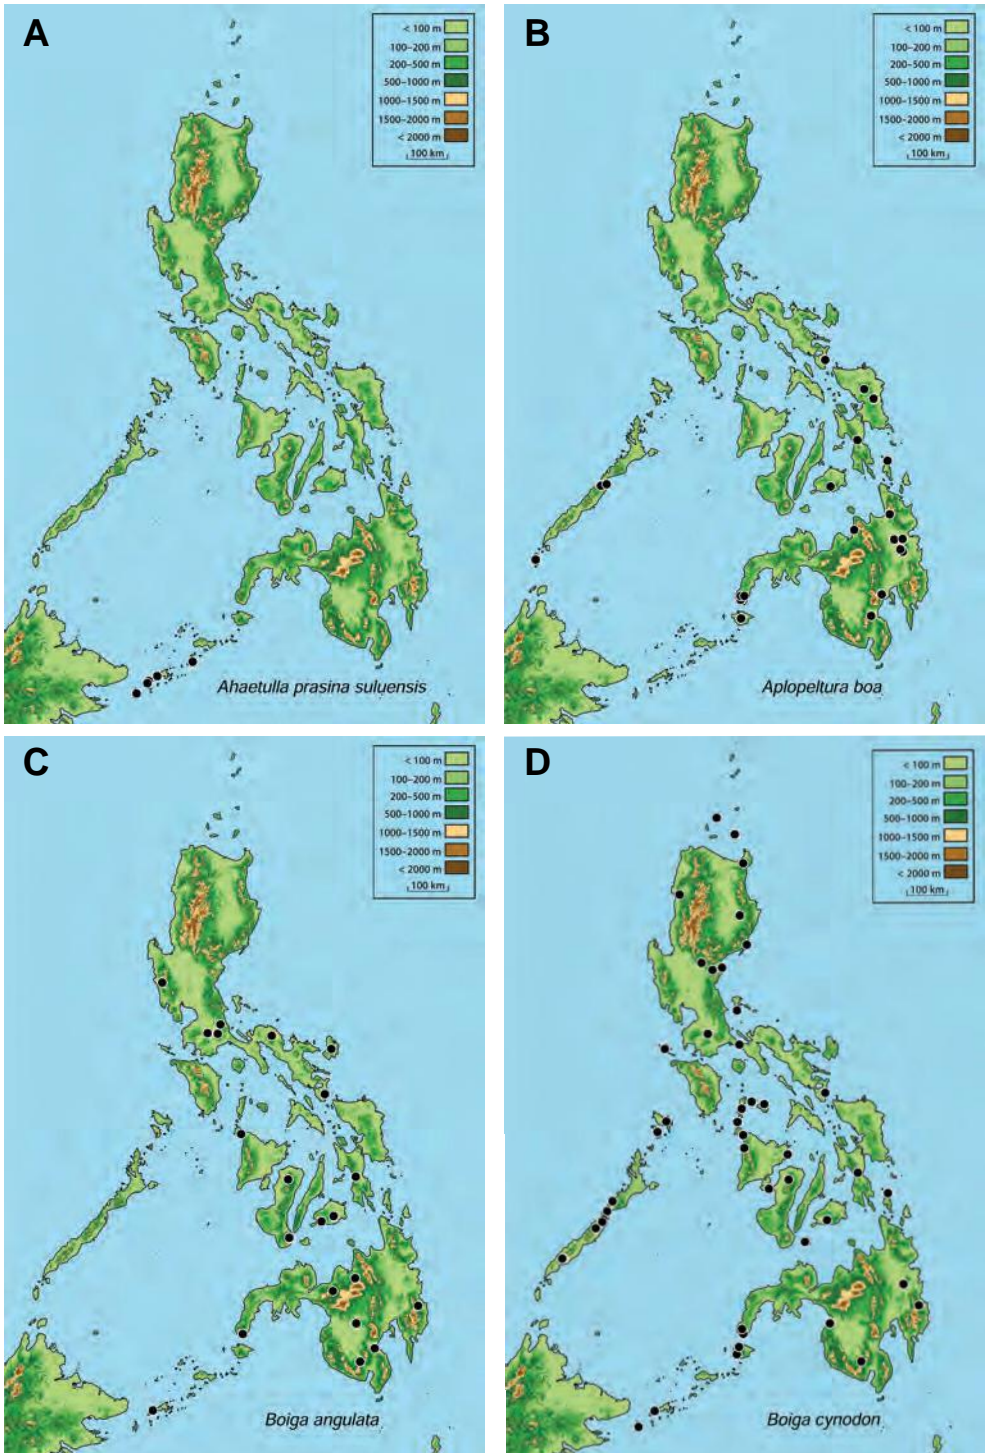 A
< 100 m
100–200 m
200–500 m
500–1000 m
1000–1500 m
1500–2000 m
< 2000 m
100 km
Ahaetulla prasina suluensis
B
< 100 m
100–200 m
200–500 m
500–1000 m
1000–1500 m
1500–2000 m
< 2000 m
100 km
Aplopeltura boa
C
< 100 m
100–200 m
200–500 m
500–1000 m
1000–1500 m
1500–2000 m
< 2000 m
100 km
Boiga angulata
D
< 100 m
100–200 m
200–500 m
500–1000 m
1000–1500 m
1500–2000 m
< 2000 m
100 km
Boiga cynodon